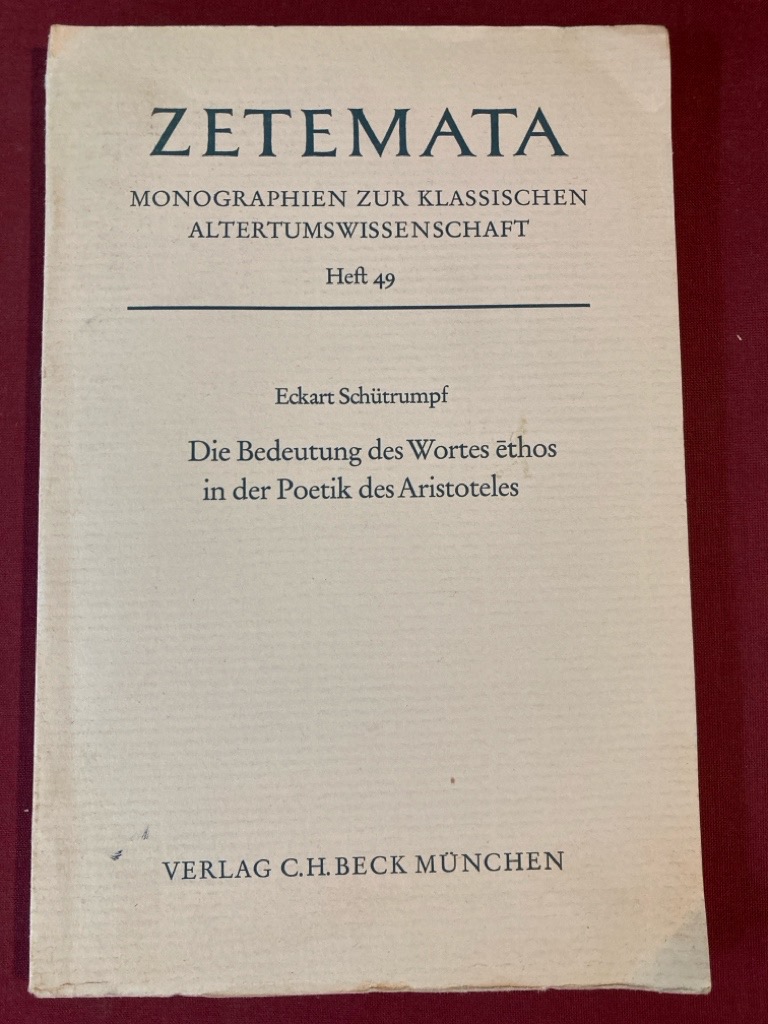 ZETEMATA
MONOGRAPHIEN ZUR KLASSISCHEN
ALTERTUMSWISSENSCHAFT
Heft 49
Eckart Schütrumpf
Die Bedeutung des Wortes ēthos
in der Poetik des Aristoteles
VERLAG C.H.BECK MÜNCHEN